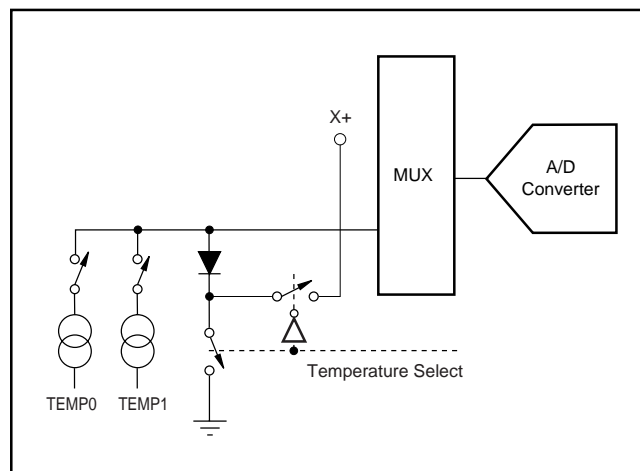 X+
MUX
A/D
Converter
Temperature Select
TEMP0 TEMP1